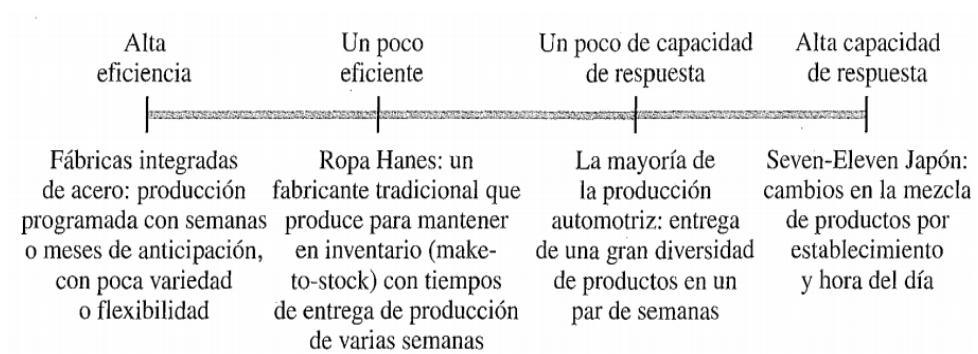 Alta
eficiencia
Un poco
eficiente
Un poco de capacidad
de respuesta
Alta capacidad
de respuesta
Fábricas integradas
de acero: producción
programada con semanas
o meses de anticipación,
con poca variedad
o flexibilidad
Ropa Hanes: un
fabricante tradicional que
produce para mantener
en inventario (make-
to-stock) con tiempos
de entrega de producción
de varias semanas
La mayoría de
la producción
automotriz: entrega
de una gran diversidad
de productos en un
par de semanas
Seven-Eleven Japón:
cambios en la mezcla
de productos por
establecimiento
y hora del día